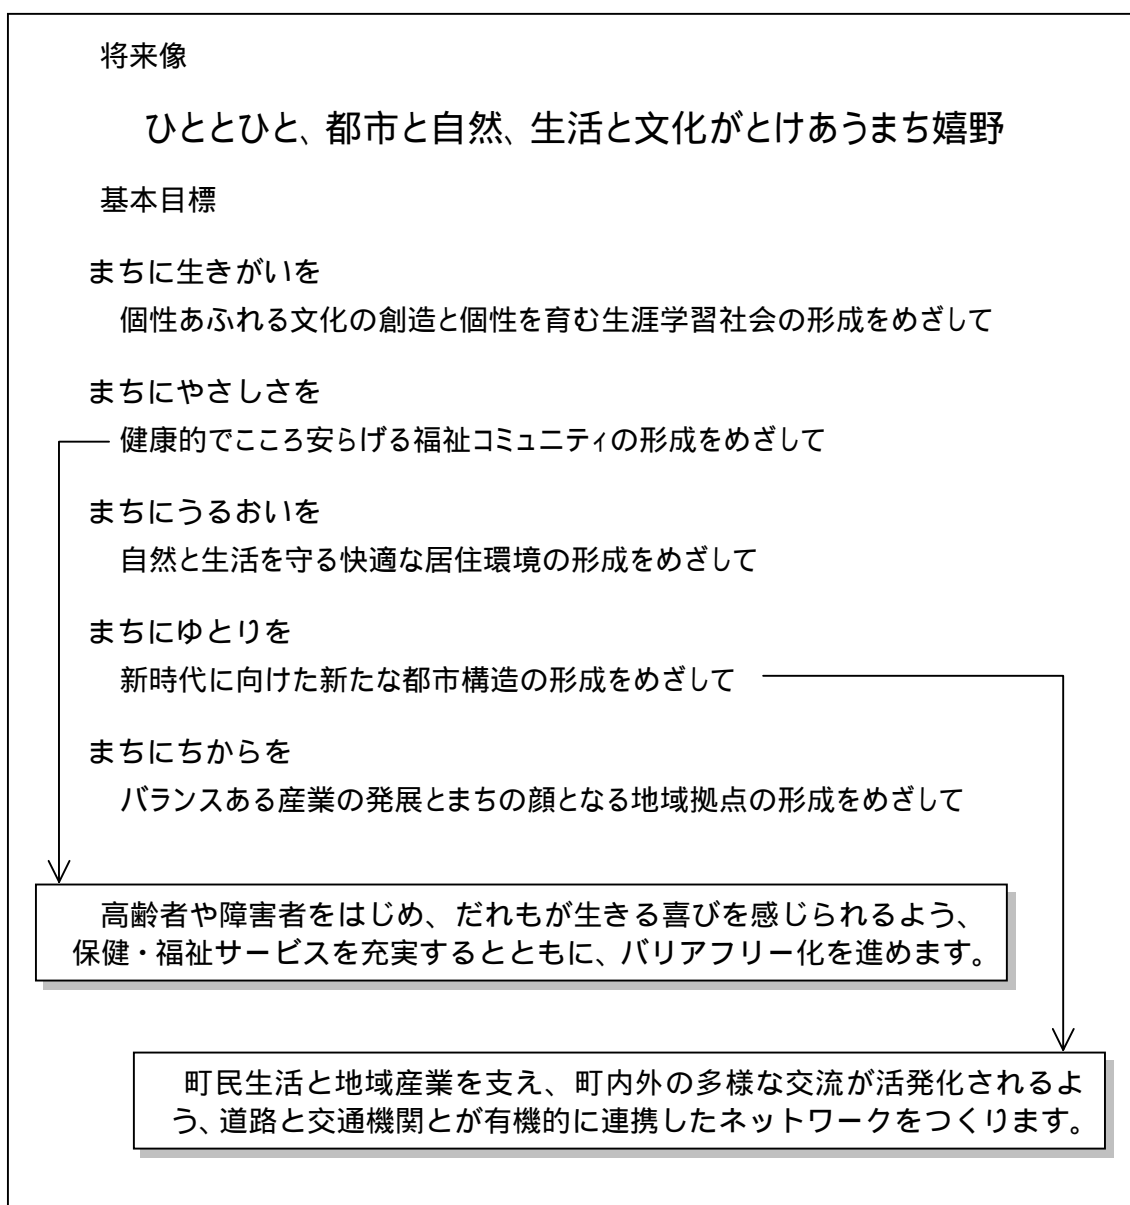 将来像
ひととひと、都市と自然、生活と文化がとけあうまち嬉野
基本目標
まちに生きがいを
個性あふれる文化の創造と個性を育む生涯学習社会の形成をめざして
まちにやさしさを
健康的でこころ安らげる福祉コミュニティの形成をめざして
まちにうるおいを
自然と生活を守る快適な居住環境の形成をめざして
まちにゆとりを
新時代に向けた新たな都市構造の形成をめざして
まちにちからを
バランスある産業の発展とまちの顔となる地域拠点の形成をめざして
高齢者や障害者をはじめ、だれもが生きる喜びを感じられるよう、
保健・福祉サービスを充実するとともに、バリアフリー化を進めます。
町民生活と地域産業を支え、町内外の多様な交流が活発化されるよ
う、道路と交通機関とが有機的に連携したネットワークをつくります。